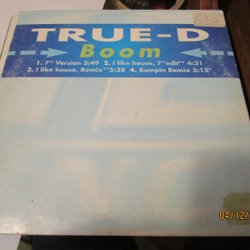 TRUE-D
Boom
1. 7" Version 3:49 2. I like house, 7"edit** 4:31
3. I like house, Remix**5:28 4. Bumpin Remix 5:15*